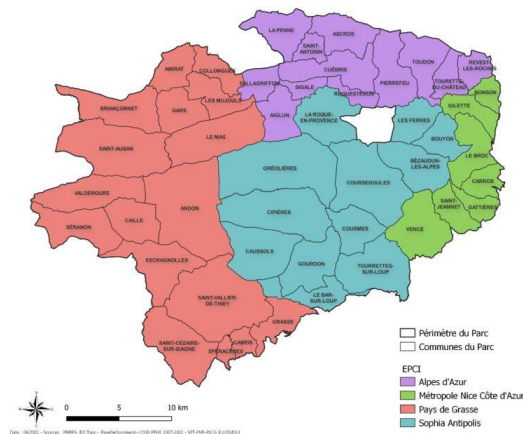 LA PENNE
ASCROS
SAINT-
ANTONIN
TOUDON
REVEST-
LES-ROCHES
AMIRAT
COLLONGUES
CUÉBRIS
SALLAGRIFFON
SIGALE
PIERREFEU
TOURETTE-
DU-CHÂTEAU
BRIANÇONNET
GARS
LES MUJOULS
ROQUESTÉRON
BONSON
GILETTE
AIGLUN
LA ROQUE-
EN-PROVENCE
LES FERRES
LE MAS
SAINT-AUBAN
BOUYON
LE BROC
GRÉOLIÈRES
BÉZAUDUN-
LES-ALPES
COURSEGOULES
CARROS
VALDEROURE
ANDON
SAINT-
JEANNET
GATTIÈRES
CAILLE
CIPIÈRES
SÉRANON
COURMES
VENCE
CAUSSOLS
ESCRAGNOLLES
GOURDON
TOURRETTES-
SUR-LOUP
SAINT-VALLIER-
DE-THIEY
LE BAR-
SUR-LOUP
GRASSE
SAINT-CÉZAIRE-
SUR-SIAGNE
CABRIS
SPÉRACÈDES
Périmètre du Parc
Communes du Parc
EPCI
Alpes d'Azur
Métropole Nice Côte d'Azur
Pays de Grasse
Sophia Antipolis
0 5 10 km